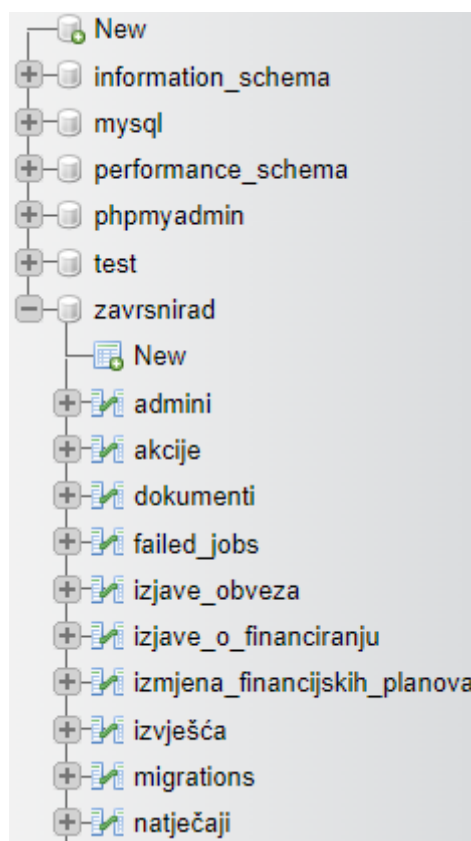 New
information_schema
mysql
performance_schema
phpmyadmin
test
zavrsnirad
New
admini
akcije
dokumenti
failed_jobs
izjave_obveza
izjave_o_financiranju
izmjena_financijskih_planova
izvješća
migrations
natječaji